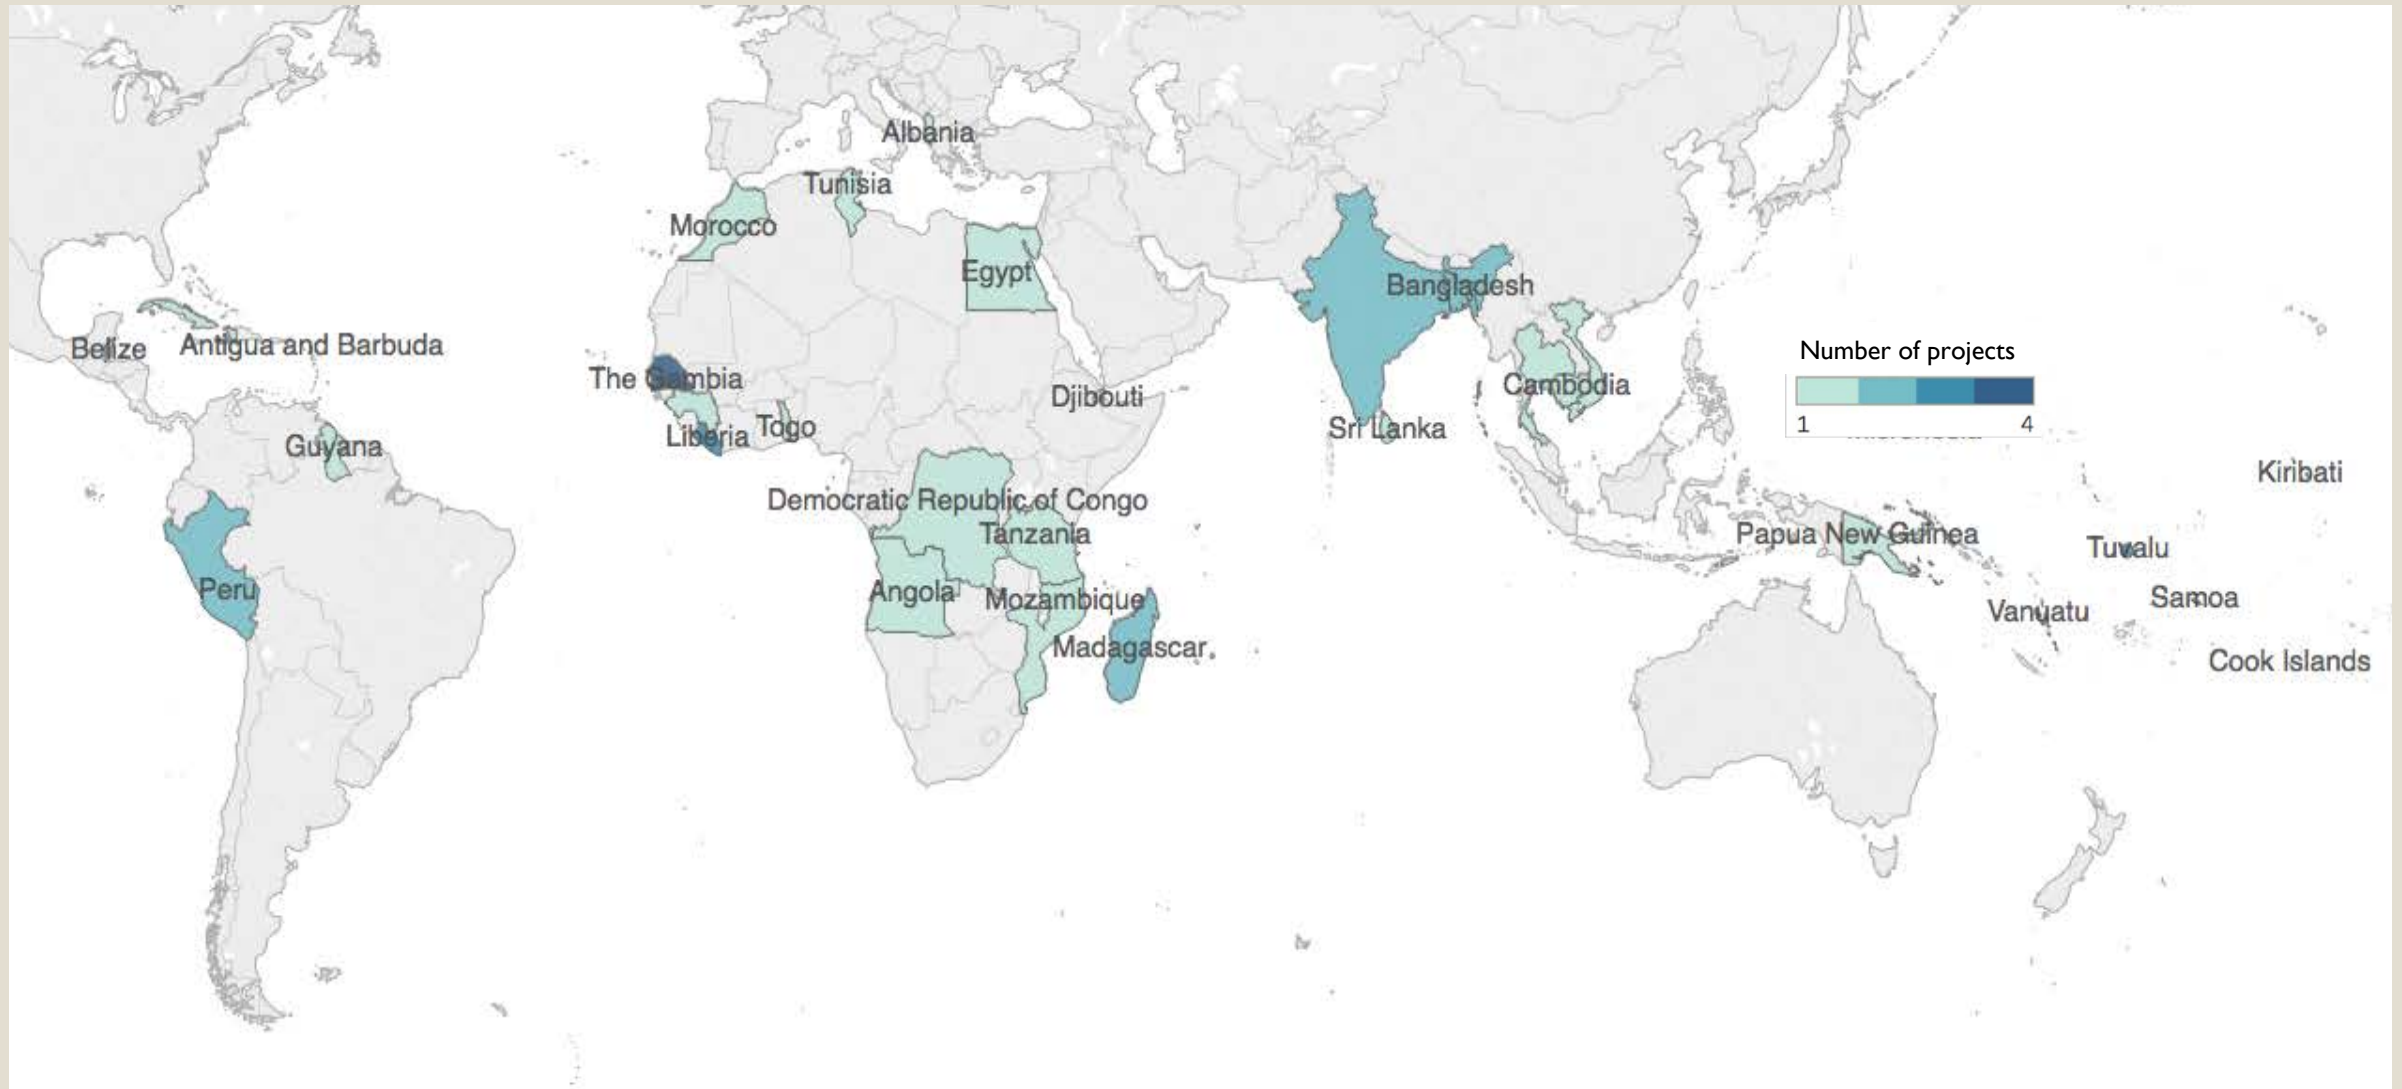 Albania
Tunisia
Morocco
Egypt
Bangladesh
Belize
Antigua and Barbuda
Number of projects
1
4
The Gambia
Djibouti
Cambodia
Liberia
Togo
Sri Lanka
Guyana
Kiribati
Democratic Republic of Congo
Tanzania
Papua New Guinea
Tuvalu
Peru
Angola
Mozambique
Samoa
Vanuatu
Madagascar
Cook Islands